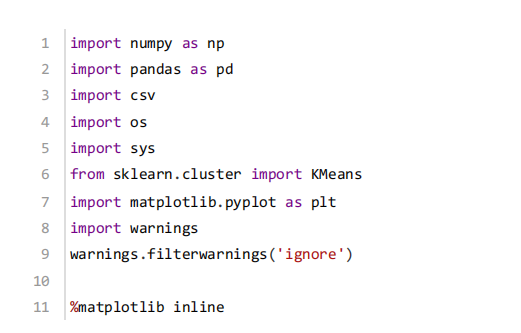 1 import numpy as np
2 import pandas as pd
3 import csv
4 import os
5 import sys
6 from sklearn.cluster import KMeans
7 import matplotlib.pyplot as plt
8 import warnings
9 warnings.filterwarnings('ignore')
10
11 %matplotlib inline